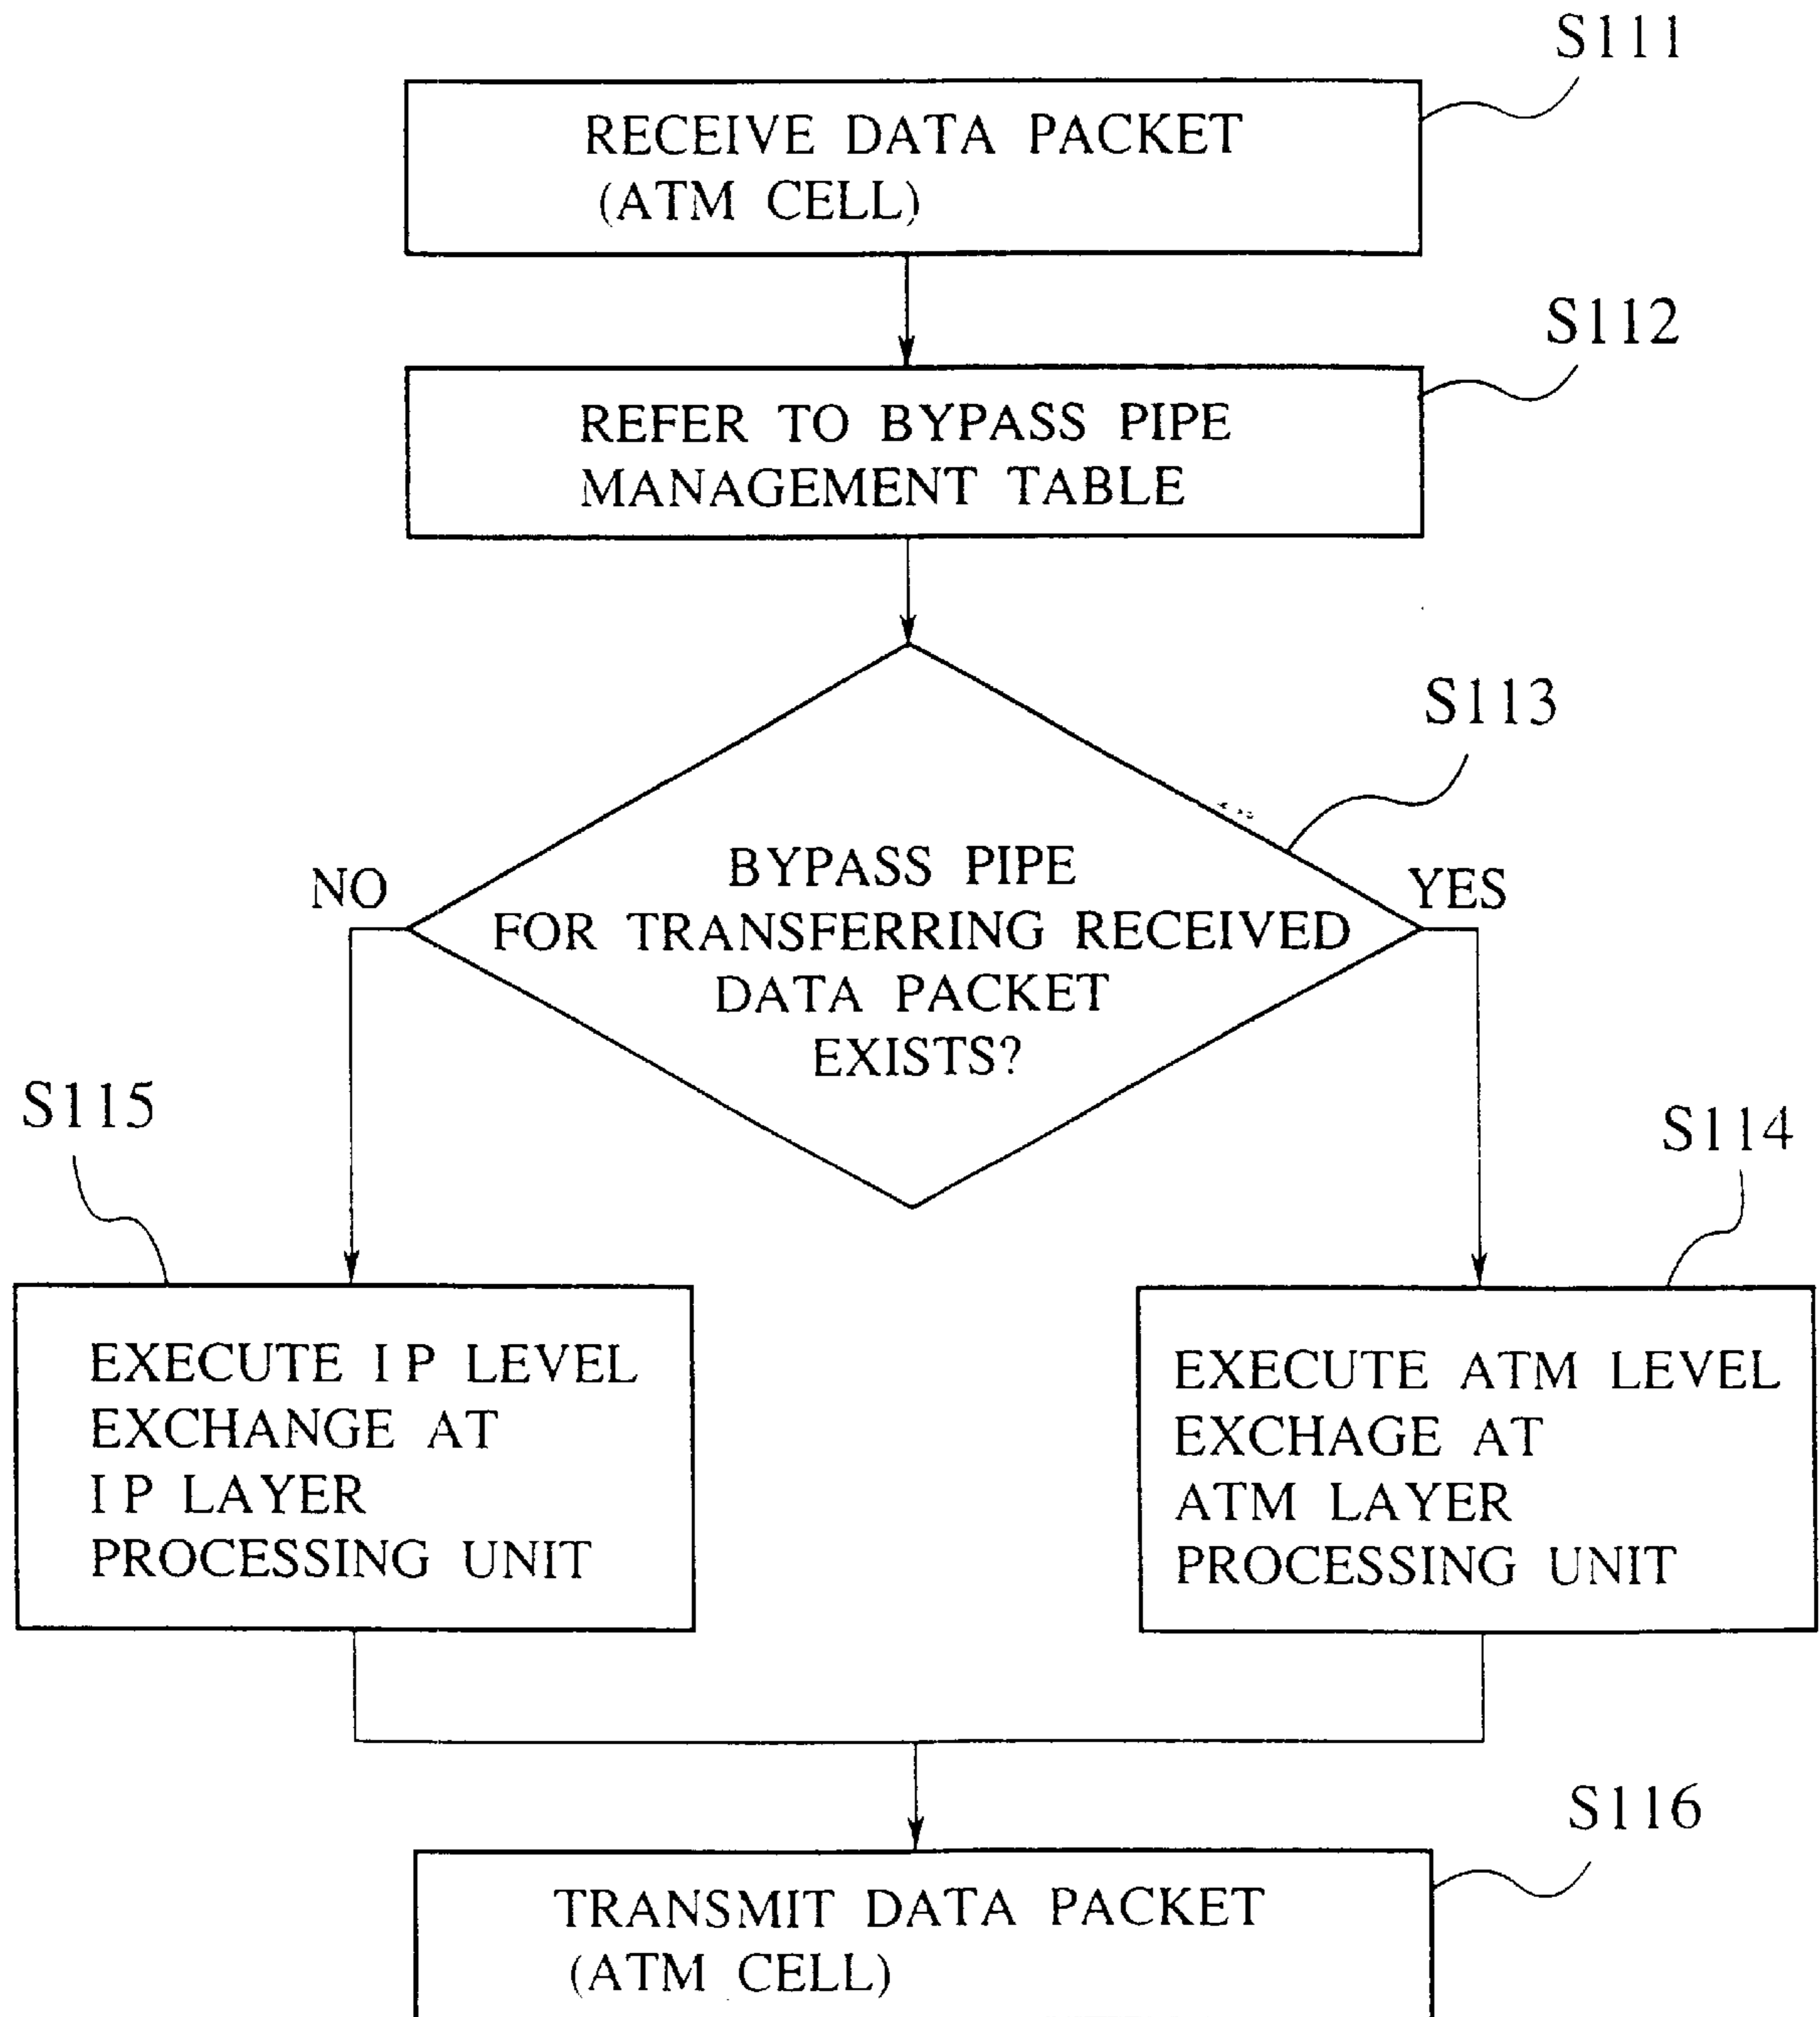 S111
RECEIVE DATA PACKET
(ATM CELL)
S112
REFER TO BYPASS PIPE
MANAGEMENT TABLE
S113
NO
YES
BYPASS PIPE
FOR TRANSFERRING RECEIVED
DATA PACKET
EXISTS?
S115
S114
EXECUTE IP LEVEL
EXCHANGE AT
IP LAYER
PROCESSING UNIT
EXECUTE ATM LEVEL
EXCHAGE AT
ATM LAYER
PROCESSING UNIT
S116
TRANSMIT DATA PACKET
(ATM CELL)